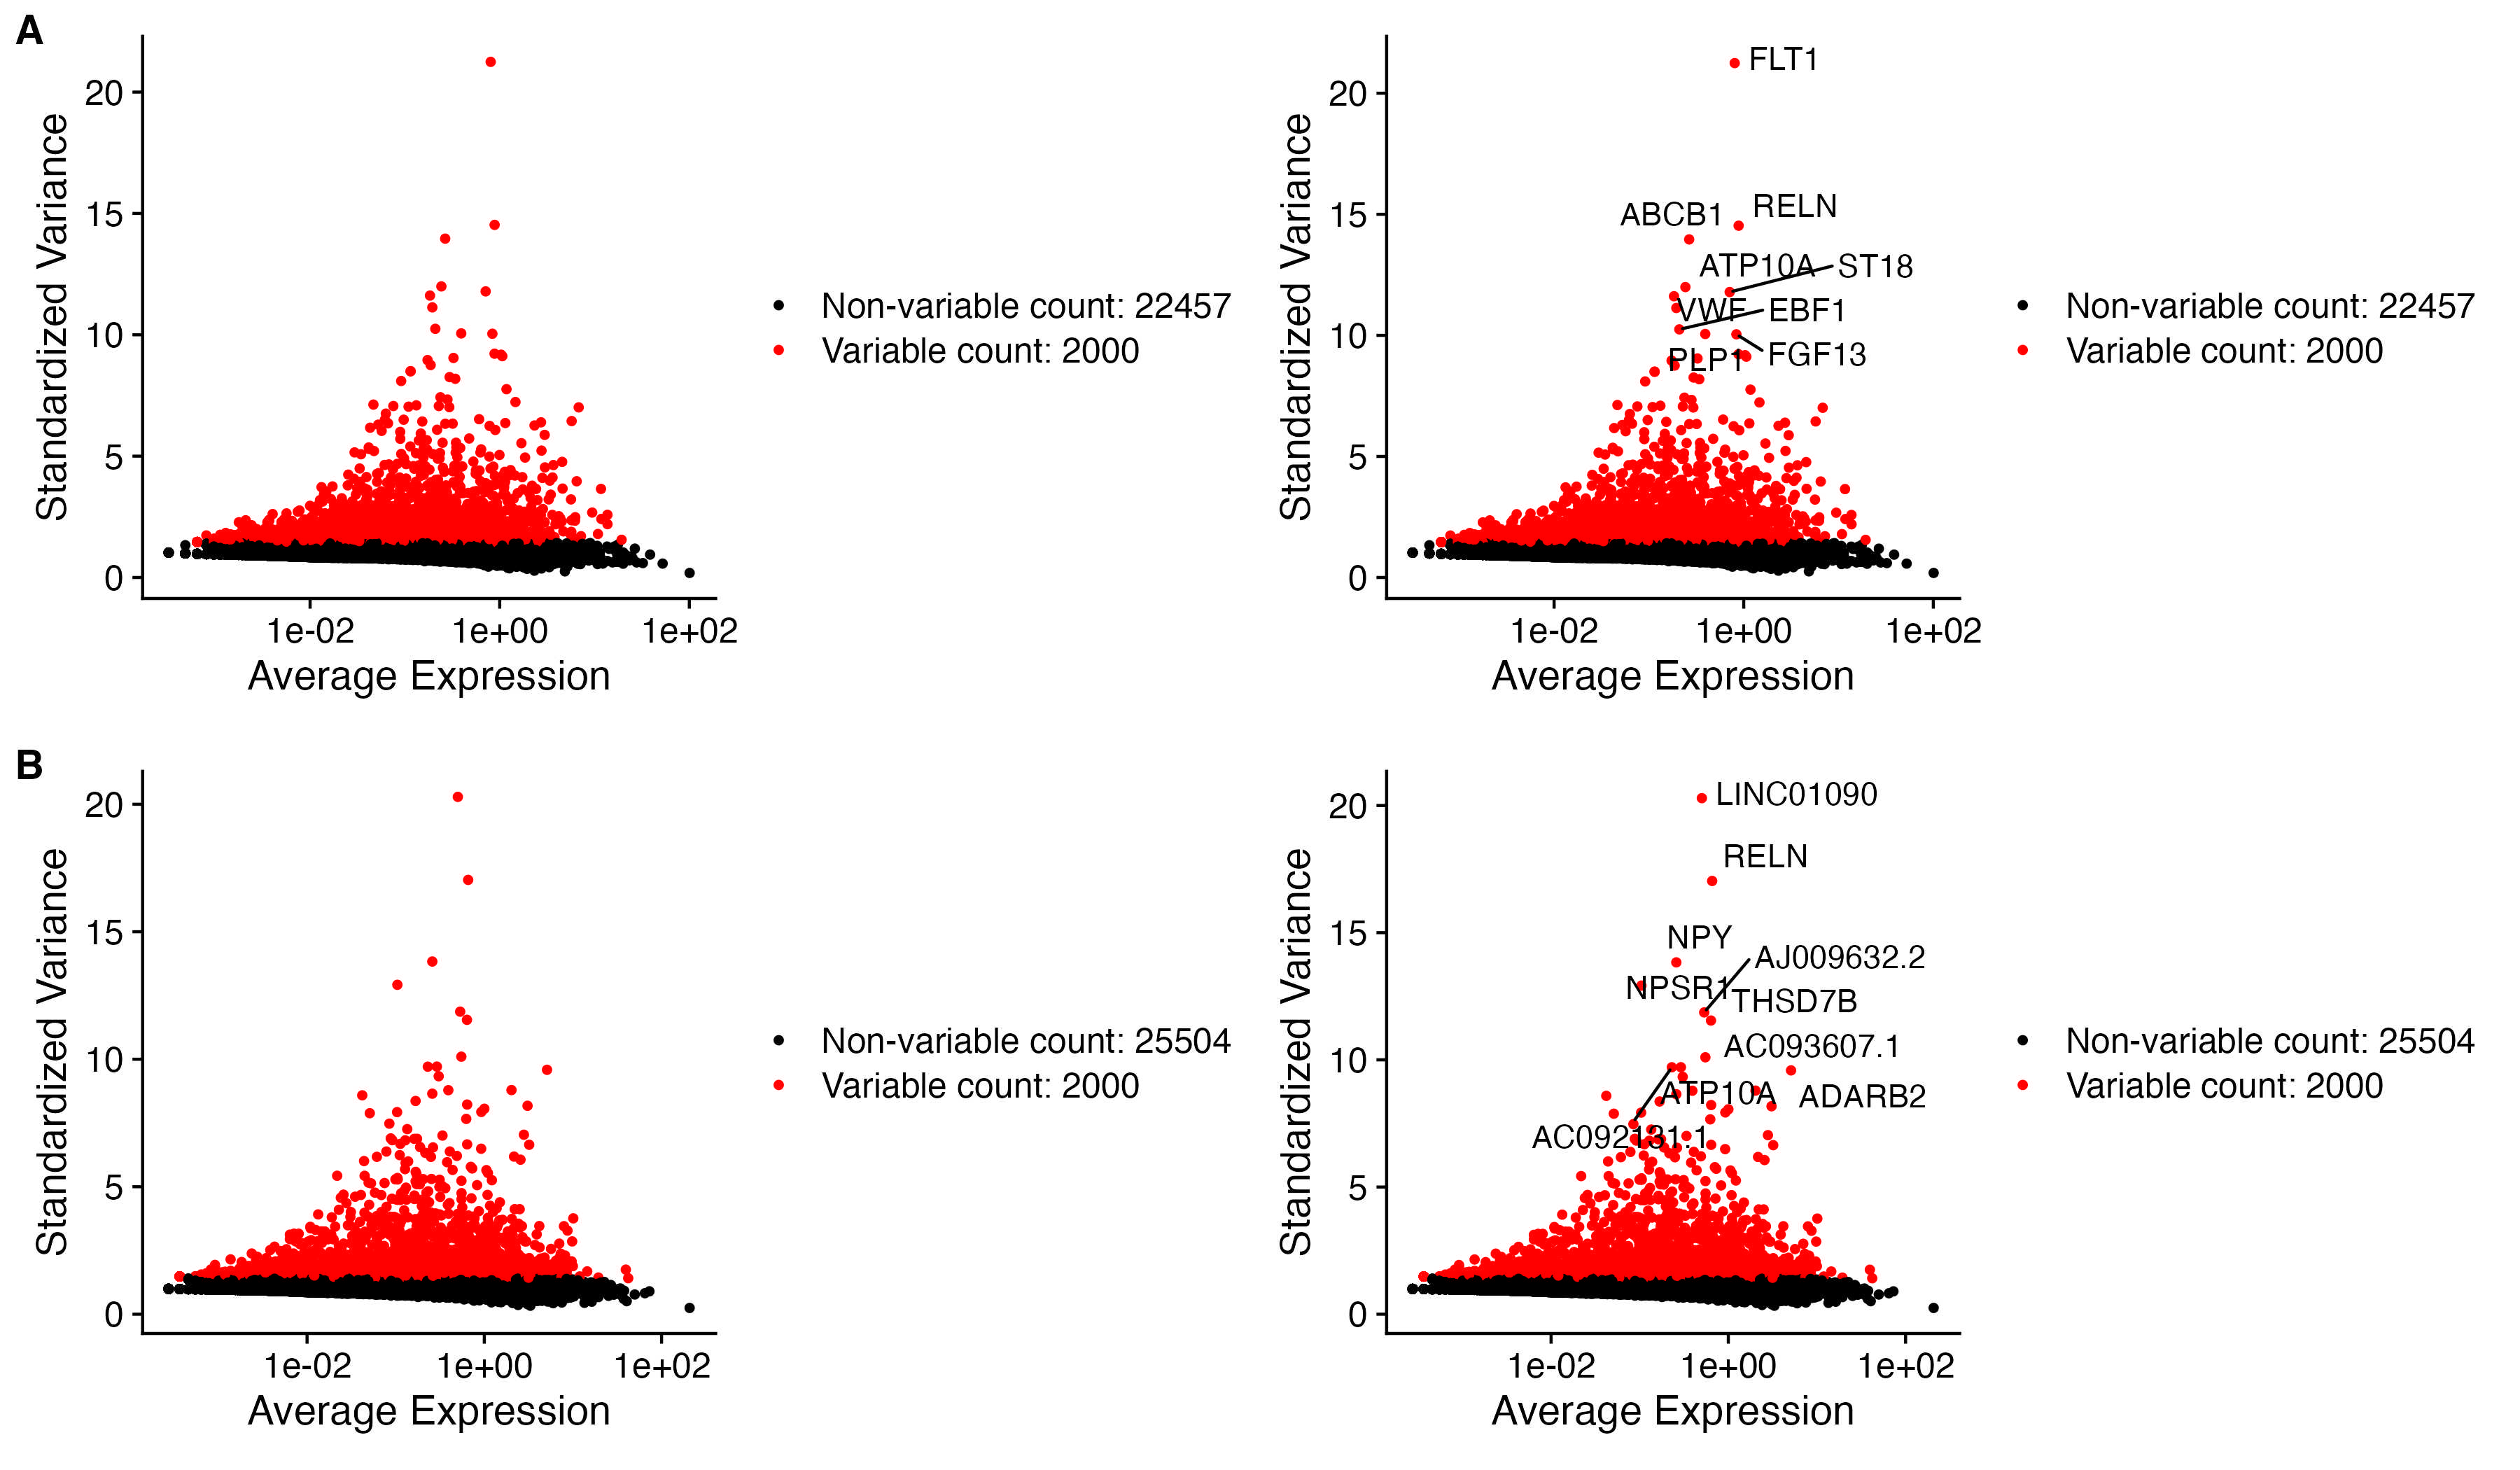 A
Standardized Variance
20
15
10
5
0
1e-02
1e+00
1e+02
Average Expression
Non-variable count: 22457
Variable count: 2000
Standardized Variance
20
15
10
5
0
FLT1
RELN
ABCB1
ATP10A
ST18
VWF
EBF1
PLP1
FGF13
1e-02
1e+00
1e+02
Average Expression
Non-variable count: 22457
Variable count: 2000
B
Standardized Variance
20
15
10
5
0
1e-02
1e+00
1e+02
Average Expression
Non-variable count: 25504
Variable count: 2000
Standardized Variance
20
15
10
5
0
LINC01090
RELN
NPY
AJ009632.2
NPSR1
THSD7B
AC093607.1
ATP10A
ADARB2
AC092131.1
1e-02
1e+00
1e+02
Average Expression
Non-variable count: 25504
Variable count: 2000